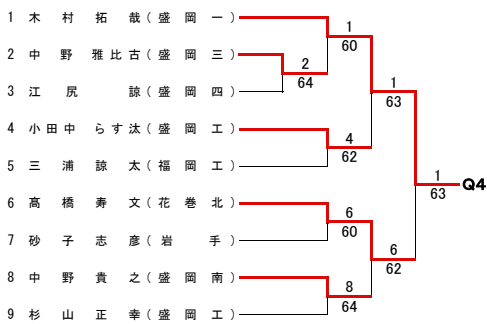 1 木村拓哉(盛岡一)
1
60
2 中野雅比古(盛岡三)
2
64
1
63
3 江尻諒(盛岡四)
4 小田中らす汰(盛岡工)
4
62
5 三浦諒太(福岡工)
1
63
Q4
6 髙橋寿文(花巻北)
6
60
7 砂子志彦(岩手)
6
62
8 中野貴之(盛岡南)
8
64
9 杉山正幸(盛岡工)